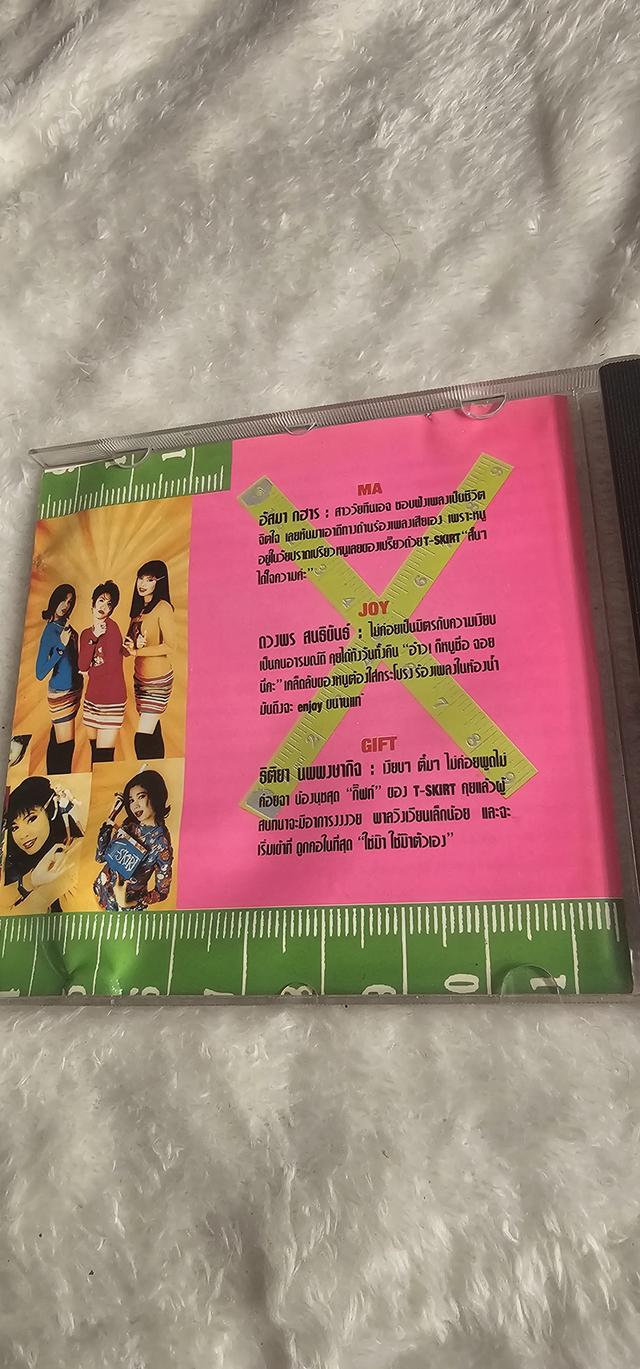 MA
อัสมา กฮาร : สาววัยทีนเอจ ชอบฟังเพลงเป็นชีวิต
จิตใจ เลยหันมาเอาดีทางด้านร้องเพลงเสียเอง เพราะหนู
อยู่ในวัยปราดเปรียวหนูเลยขอเปรี้ยวด้วย T-SKIRT "สั้นๆ
ได้ใจความค่ะ"
JOY
ดวงพร สนธิขันธ์ : ไม่ค่อยเป็นมิตรกับความเงียบ
เป็นคนอารมณ์ดี คุยได้ทั้งวันทั้งคืน "อ้าว! ก็หนูชื่อ จอย
นี่คะ" เคล็ดลับของหนูต้องใส่กระโปรง ร้องเพลงในห้องน้ำ
มันถึงจะ enjoy ขนานแท้
GIFT
ธิติยา นพพงษากิจ : เงียบๆ ติ๋มๆ ไม่ค่อยพูดไม่
ค่อยจา น้องนุชสุด "กิ๊ฟท์" ของ T-SKIRT คุยแล้วผู้
สนทนาจะมีอาการงงงวย พาลวิงเวียนเล็กน้อย และจะ
เริ่มเข้าที่ ถูกคอในที่สุด "ใช่มิๆ ใช่มิๆตัวเอง"
T-SKIRT